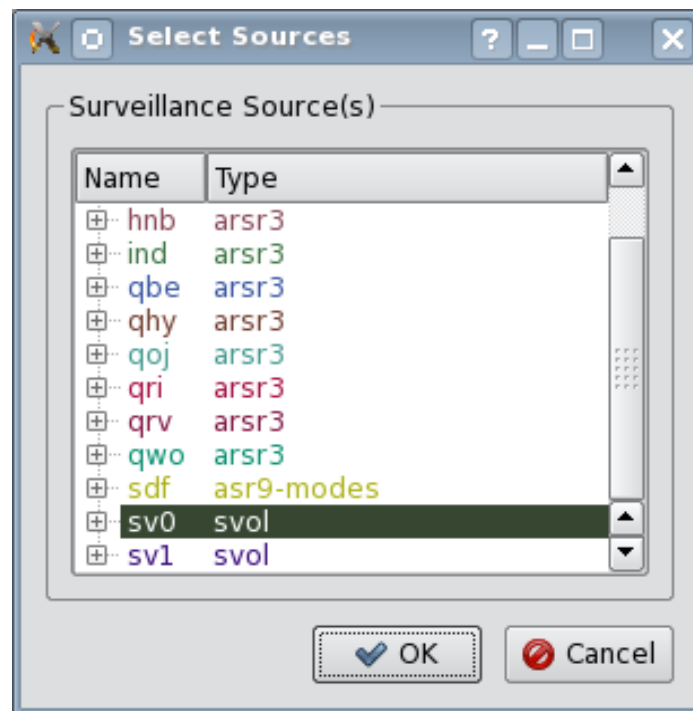 Select Sources
Surveillance Source(s)
Name Type
hnb arsr3
ind arsr3
qbe arsr3
qhy arsr3
qoj arsr3
qri arsr3
qrv arsr3
qwo arsr3
sdf asr9-modes
sv0 svol
sv1 svol
OK Cancel